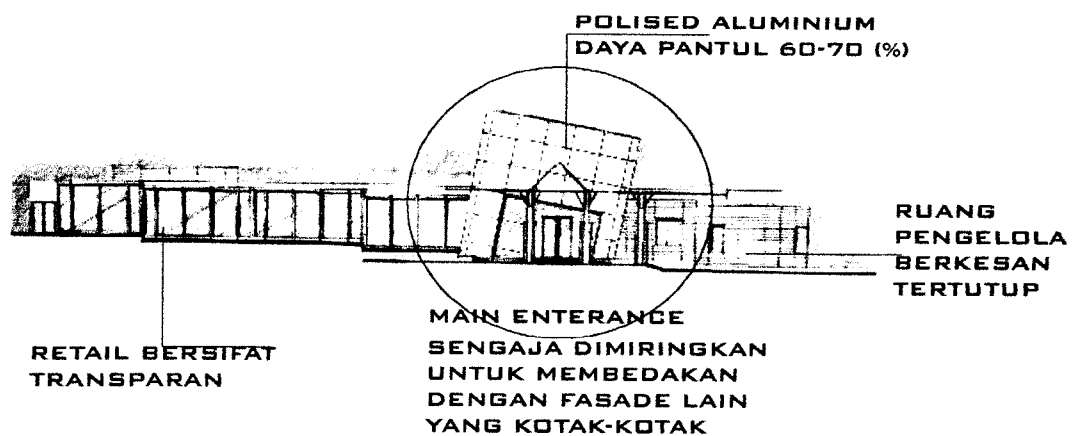 POLISED ALUMINIUM
DAYA PANTUL 60-70 (%)
RUANG
PENGELOLA
BERKESAN
TERTUTUP
MAIN ENTERANCE
SENGAJA DIMIRINGKAN
UNTUK MEMBEDAKAN
DENGAN FASADE LAIN
YANG KOTAK-KOTAK
RETAIL BERSIFAT
TRANSPARAN